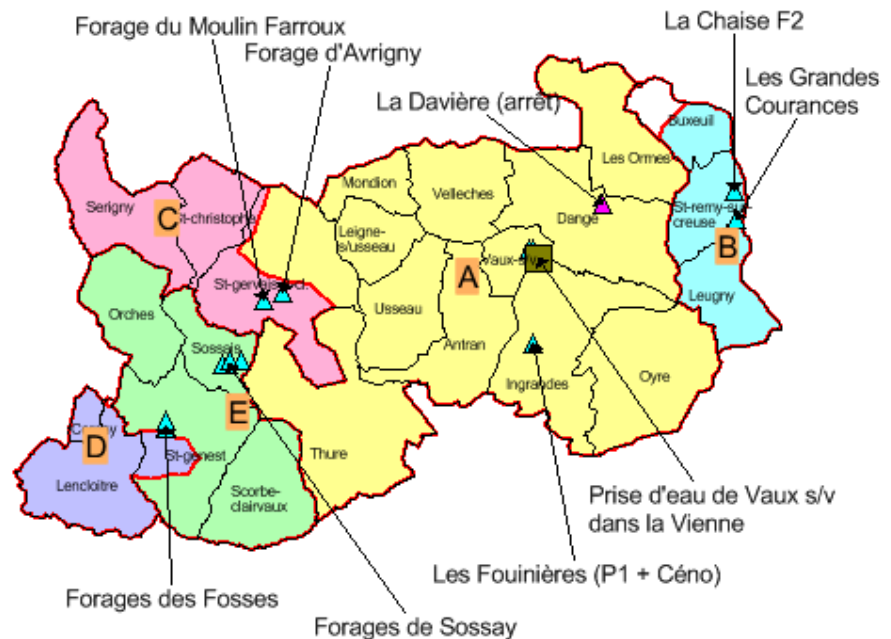 La Chaise F2
Forage du Moulin Farroux
Forage d'Avrigny
Les Grandes
Courances
La Davière (arrêt)
Buxeuil
Les Ormes
Mondion
Velleches
Serigny
C
St-christophe
Leigne-
s/usseau
Dangé
St-remy-sur
creuse
B
Vaux-s/v
A
St-gervais
Leugny
Orches
Usseau
Sossais
Antran
Ingrandes
Oyre
E
D
St-genest
Thure
Lencloitre
Scorbe-
clairvaux
Prise d'eau de Vaux s/v
dans la Vienne
Les Fouinières (P1 + Céno)
Forages des Fosses
Forages de Sossay